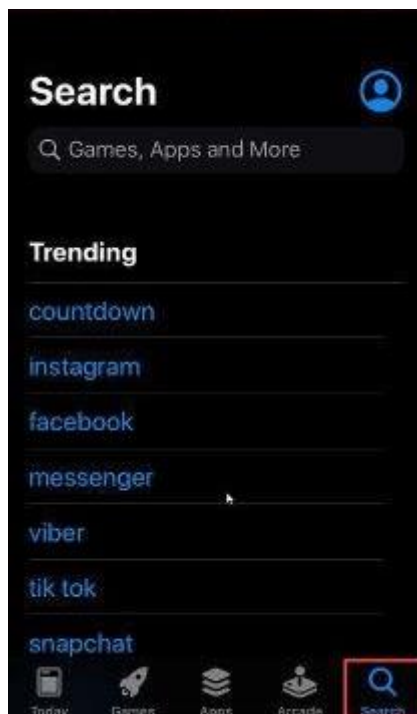 Search
Games, Apps and More
Trending
countdown
instagram
facebook
messenger
viber
tik tok
snapchat
Today Games Apps Arcade Search